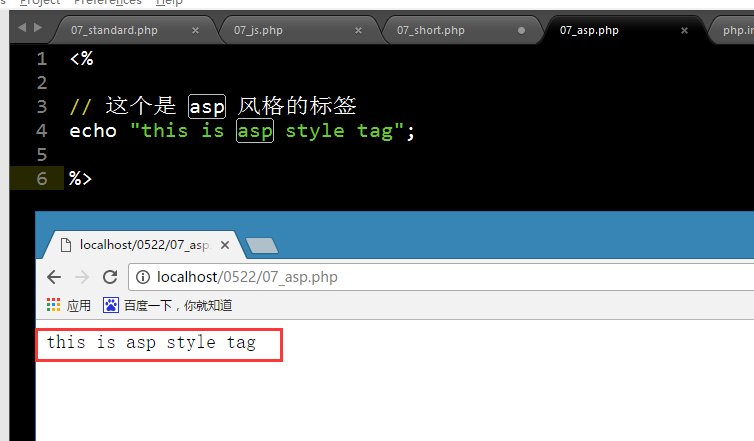 Project Preferences Help
07_standard.php × 07_js.php × 07_short.php 07_asp.php × php.in
1 <%
2
3 // 这个是 asp 风格的标签
4 echo "this is asp style tag";
5
6 %>
localhost/0522/07_asp. ×
localhost/0522/07_asp.php
应用 百度一下，你就知道
this is asp style tag